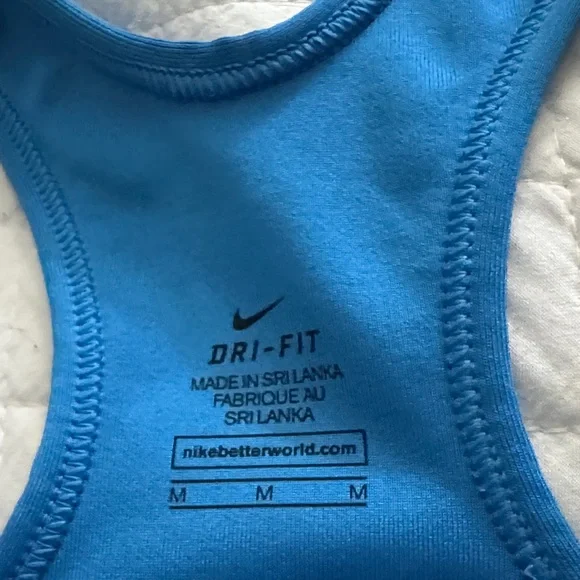 DRI-FIT
MADE IN SRI LANKA
FABRIQUE AU
SRI LANKA
nikebetterworld.com
M M M